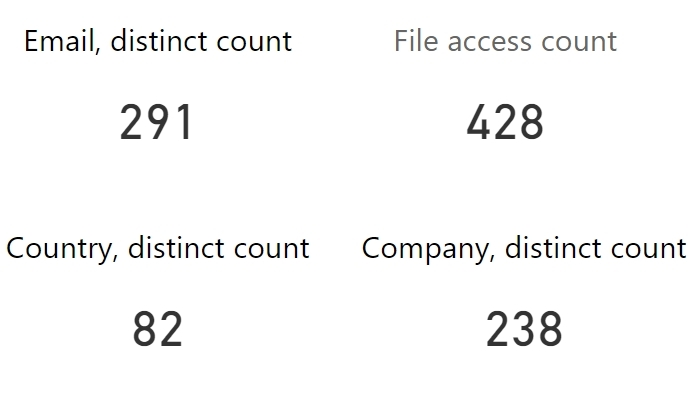 Email, distinct count
File access count
291
428
Country, distinct count
Company, distinct count
82
238